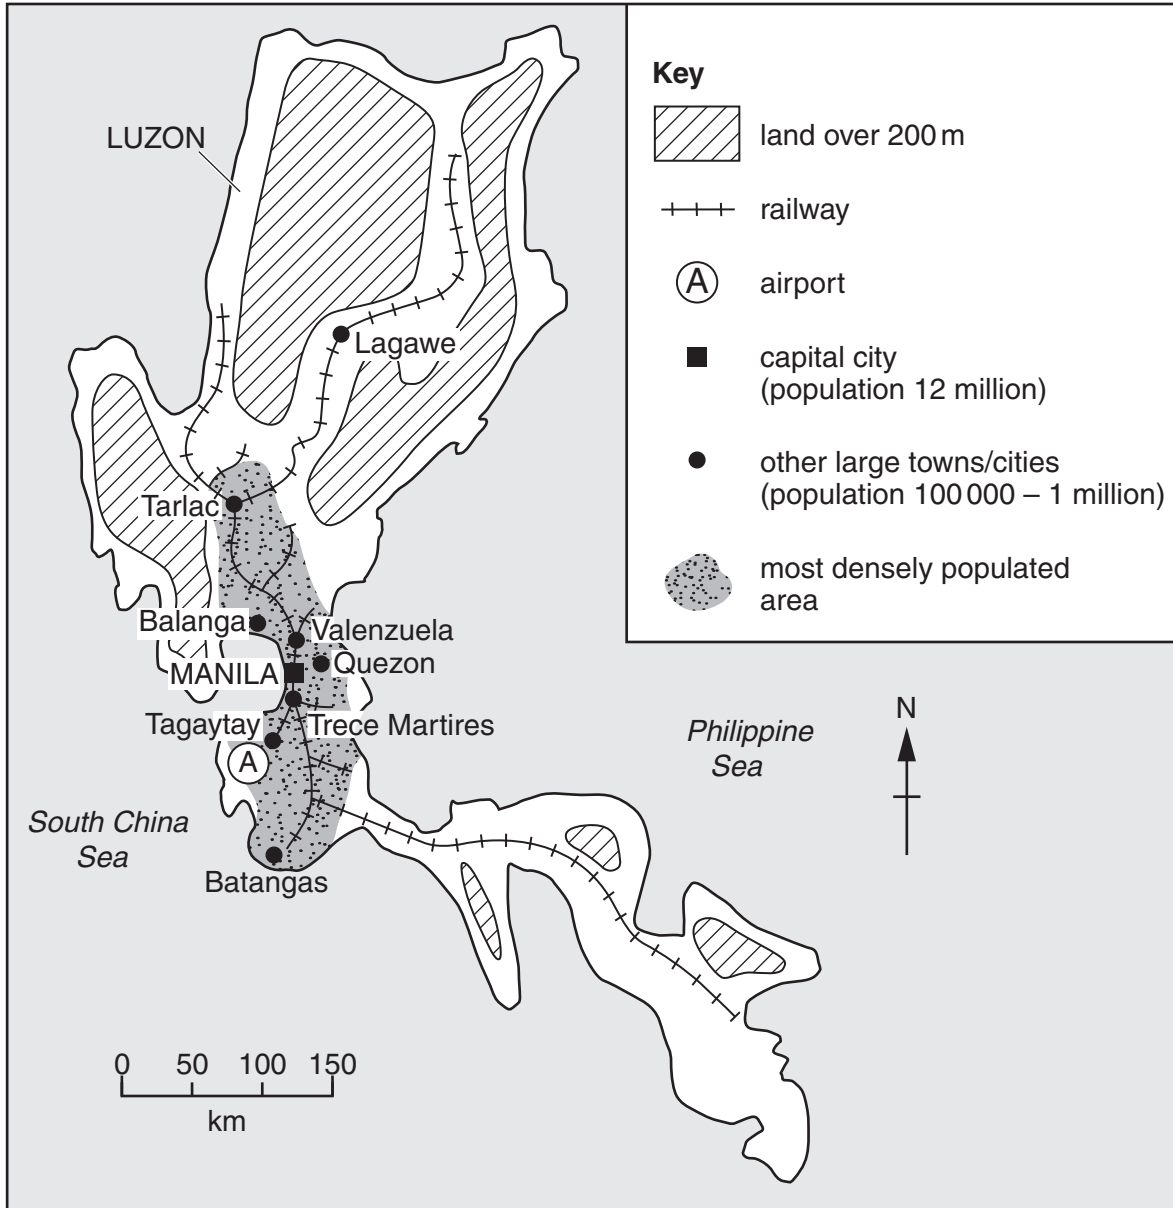 Key
land over 200 m
railway
A
airport
capital city
(population 12 million)
other large towns/cities
(population 100 000 – 1 million)
most densely populated
area
LUZON
Lagawe
Tarlac
Balanga
Valenzuela
Quezon
MANILA
Tagaytay
Trece Martires
A
Batangas
South China
Sea
Philippine
Sea
N
0 50 100 150
km